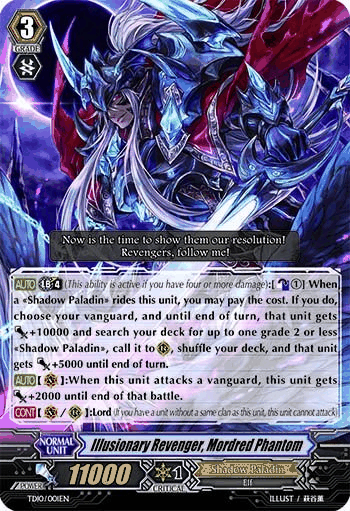 3
GRADE
Now is the time to show them our resolution!
Revengers, follow me!
AUTO LB 4 (This ability is active if you have four or more damage):[ 1] When
a «Shadow Paladin» rides this unit, you may pay the cost. If you do,
choose your vanguard, and until end of turn, that unit gets
+10000 and search your deck for up to one grade 2 or less
«Shadow Paladin», call it to , shuffle your deck, and that unit
gets +5000 until end of turn.
AUTO [ ]:When this unit attacks a vanguard, this unit gets
+2000 until end of that battle.
CONT [ / ]:Lord (If you have a unit without a same clan as this unit, this unit cannot attack)
NORMAL
UNIT
Illusionary Revenger, Mordred Phantom
POWER
11000
1
CRITICAL
Shadow Paladin
Elf
TD10/001EN
ILLUST / 萩谷薫